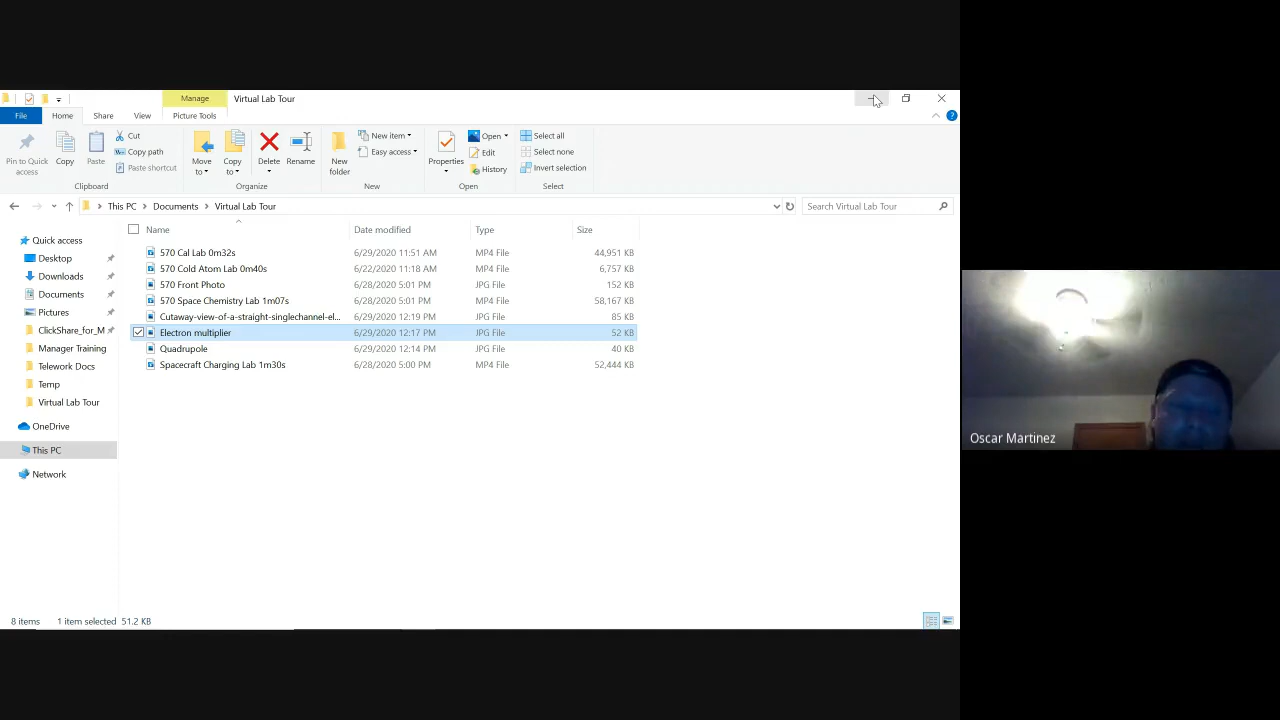 Manage Virtual Lab Tour
File Home Share View Picture Tools
Pin to Quick access
Copy
Paste
Cut
Copy path
Paste shortcut
Clipboard
Move to
Copy to
Delete
Rename
Organize
New folder
New item
Easy access
New
Properties
Open
Edit
History
Open
Select all
Select none
Invert selection
Select
This PC Documents Virtual Lab Tour
Search Virtual Lab Tour
Name Date modified Type Size
570 Cal Lab 0m32s 6/29/2020 11:51 AM MP4 File 44,951 KB
570 Cold Atom Lab 0m40s 6/22/2020 11:18 AM MP4 File 6,757 KB
570 Front Photo 6/28/2020 5:01 PM JPG File 152 KB
570 Space Chemistry Lab 1m07s 6/28/2020 5:01 PM MP4 File 58,167 KB
Cutaway-view-of-a-straight-singlechannel-el... 6/29/2020 12:19 PM JPG File 85 KB
Electron multiplier 6/29/2020 12:17 PM JPG File 52 KB
Quadrupole 6/29/2020 12:14 PM JPG File 40 KB
Spacecraft Charging Lab 1m30s 6/28/2020 5:00 PM MP4 File 52,444 KB
Quick access
Desktop
Downloads
Documents
Pictures
ClickShare_for_M
Manager Training
Telework Docs
Temp
Virtual Lab Tour
OneDrive
This PC
Network
8 items 1 item selected 51.2 KB
Oscar Martinez